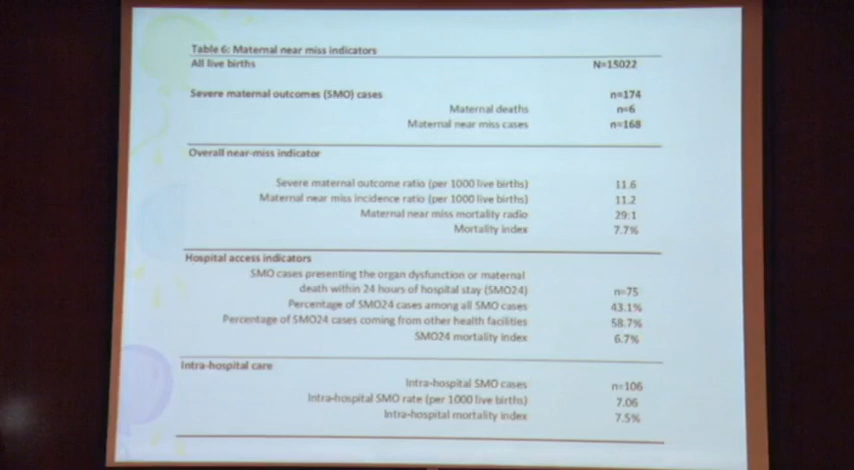 Table 6: Maternal near miss indicators
All live births N=15022
Severe maternal outcomes (SMO) cases n=174
Maternal deaths n=6
Maternal near miss cases n=168
Overall near-miss indicator
Severe maternal outcome ratio (per 1000 live births) 11.6
Maternal near miss incidence ratio (per 1000 live births) 11.2
Maternal near miss mortality radio 29:1
Mortality index 7.7%
Hospital access indicators
SMO cases presenting the organ dysfunction or maternal
death within 24 hours of hospital stay (SMO24) n=75
Percentage of SMO24 cases among all SMO cases 43.1%
Percentage of SMO24 cases coming from other health facilities 58.7%
SMO24 mortality index 6.7%
Intra-hospital care
Intra-hospital SMO cases n=106
Intra-hospital SMO rate (per 1000 live births) 7.06
Intra-hospital mortality index 7.5%